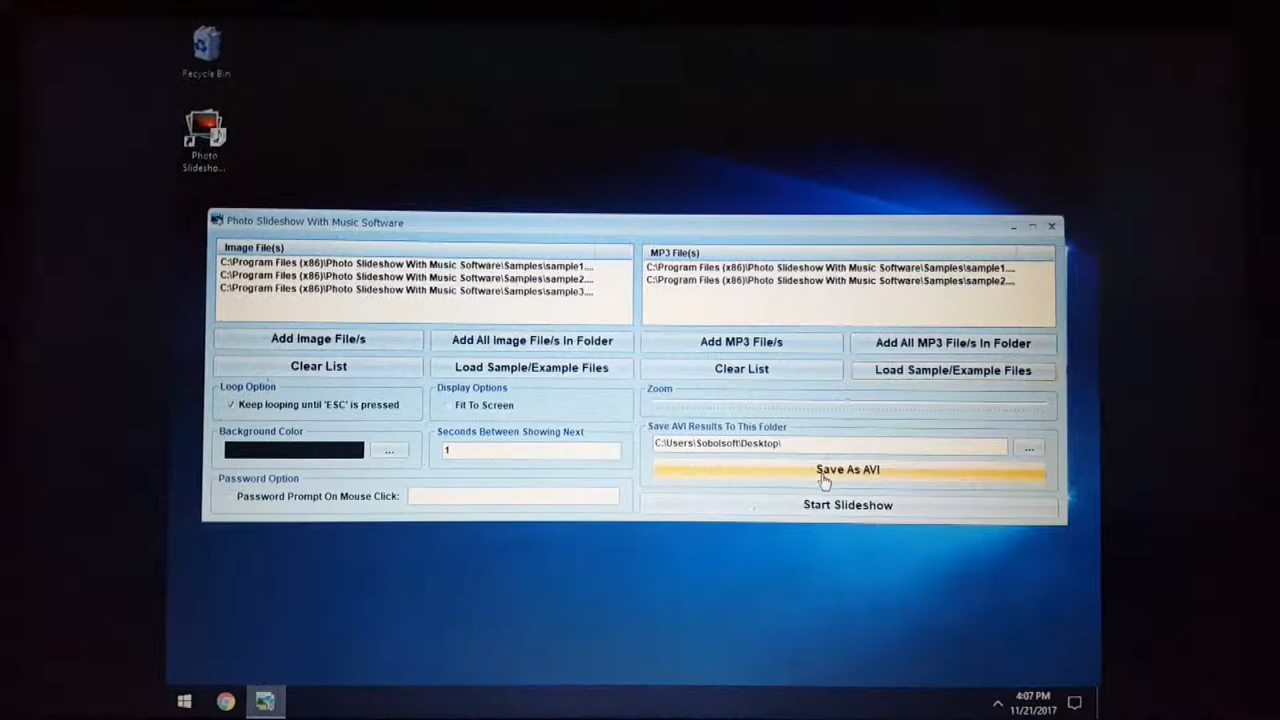 Recycle Bin
Photo
Slidesho...
Photo Slideshow With Music Software
Image File(s)
C:\Program Files (x86)\Photo Slideshow With Music Software\Samples\sample1....
C:\Program Files (x86)\Photo Slideshow With Music Software\Samples\sample2....
C:\Program Files (x86)\Photo Slideshow With Music Software\Samples\sample3....
MP3 File(s)
C:\Program Files (x86)\Photo Slideshow With Music Software\Samples\sample1....
C:\Program Files (x86)\Photo Slideshow With Music Software\Samples\sample2....
Add Image File/s
Add All Image File/s In Folder
Add MP3 File/s
Add All MP3 File/s In Folder
Clear List
Load Sample/Example Files
Clear List
Load Sample/Example Files
Loop Option
Keep looping until 'ESC' is pressed
Display Options
Fit To Screen
Zoom
Background Color
...
Seconds Between Showing Next
1
Save AVI Results To This Folder
C:\Users\Sobolsoft\Desktop\
...
Save As AVI
Password Option
Password Prompt On Mouse Click:
Start Slideshow
4:07 PM
11/21/2017